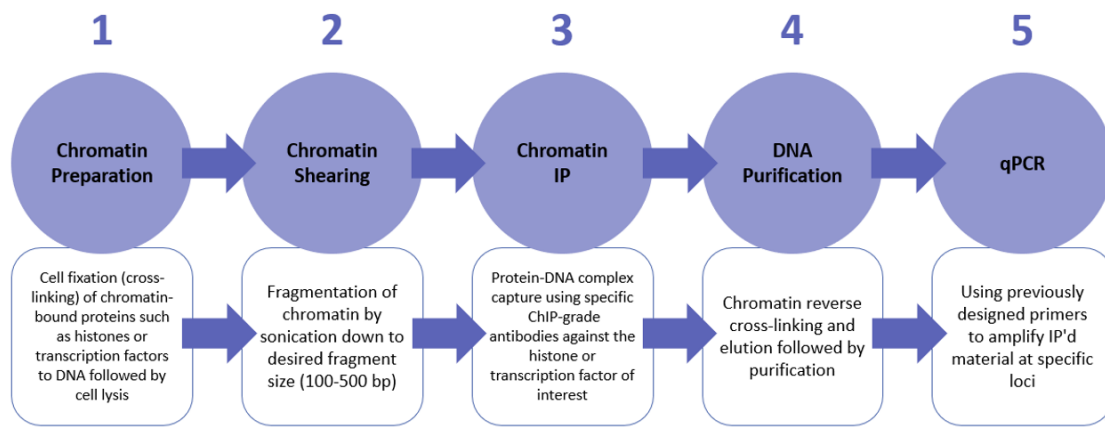 1
2
3
4
5
Chromatin
Preparation
Chromatin
Shearing
Chromatin
IP
DNA
Purification
qPCR
Cell fixation (cross-
linking) of chromatin-
bound proteins such
as histones or
transcription factors
to DNA followed by
cell lysis
Fragmentation of
chromatin by
sonication down to
desired fragment
size (100-500 bp)
Protein-DNA complex
capture using specific
ChIP-grade
antibodies against the
histone or
transcription factor of
interest
Chromatin reverse
cross-linking and
elution followed by
purification
Using previously
designed primers
to amplify IP'd
material at specific
loci